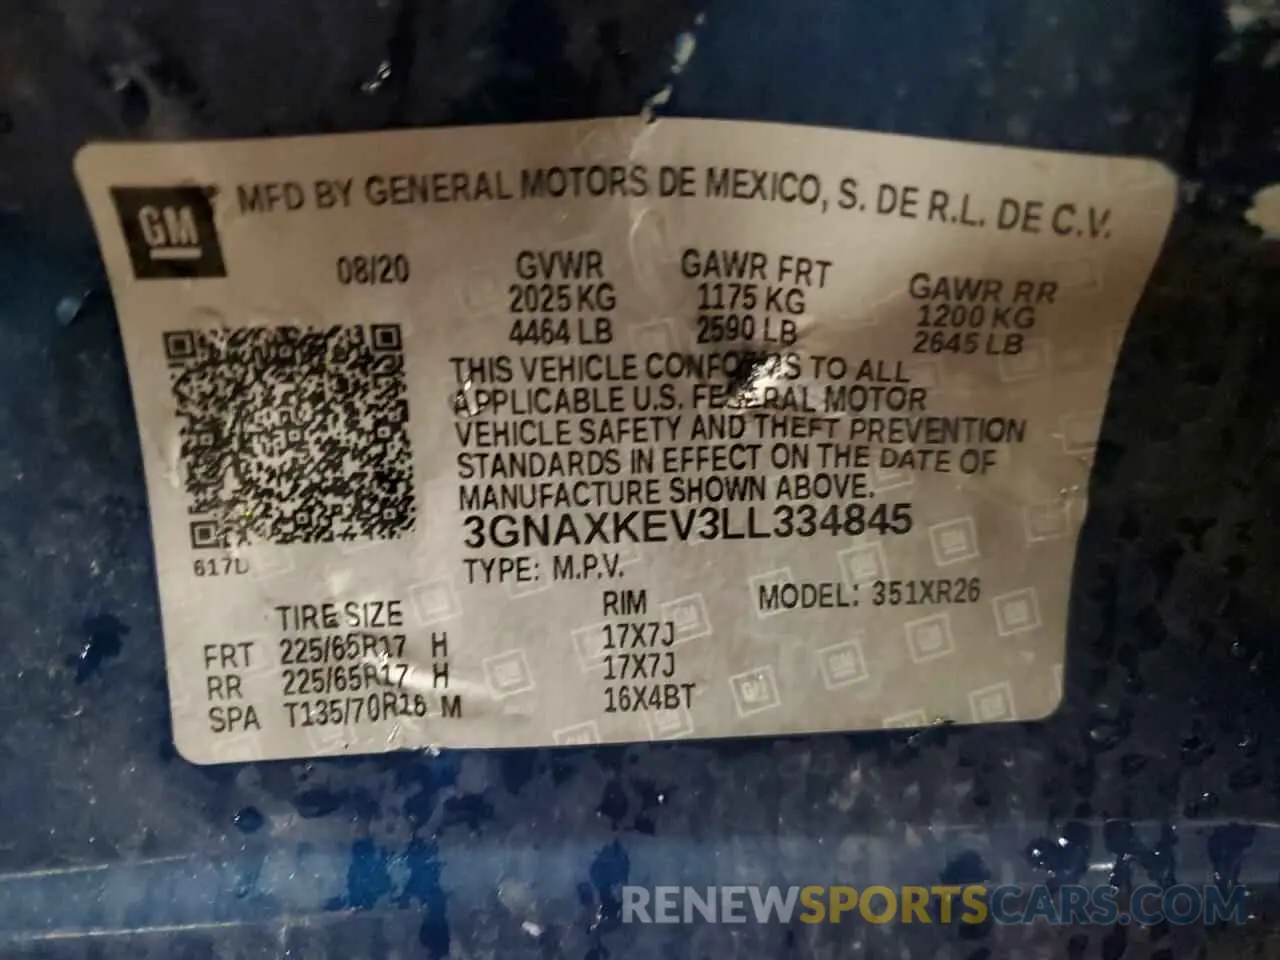 GM
MFD BY GENERAL MOTORS DE MEXICO, S. DE R.L. DE C.V.
08/20
GVWR
2025 KG
4464 LB
GAWR FRT
1175 KG
2590 LB
GAWR RR
1200 KG
2645 LB
THIS VEHICLE CONFORMS TO ALL
APPLICABLE U.S. FEDERAL MOTOR
VEHICLE SAFETY AND THEFT PREVENTION
STANDARDS IN EFFECT ON THE DATE OF
MANUFACTURE SHOWN ABOVE.
3GNAXKEV3LL334845
617D
TYPE: M.P.V.
MODEL: 351XR26
TIRE SIZE RIM
FRT 225/65R17 H 17X7J
RR 225/65R17 H 17X7J
SPA T135/70R16 M 16X4BT
RENEWSPORTSCARS.COM